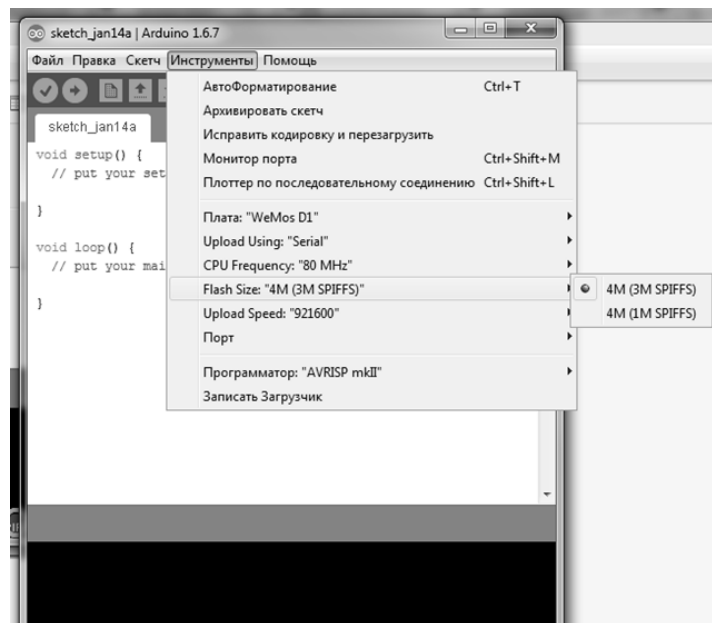 sketch_jan14a | Arduino 1.6.7
Файл Правка Скетч Инструменты Помощь
АвтоФорматирование Ctrl+T
Архивировать скетч
Исправить кодировку и перезагрузить
Монитор порта Ctrl+Shift+M
Плоттер по последовательному соединению Ctrl+Shift+L
Плата: "WeMos D1"
Upload Using: "Serial"
CPU Frequency: "80 MHz"
Flash Size: "4M (3M SPIFFS)"
Upload Speed: "921600"
Порт
Программатор: "AVRISP mkII"
Записать Загрузчик
4M (3M SPIFFS)
4M (1M SPIFFS)
sketch_jan14a
void setup() {
// put your set
}
void loop() {
// put your mai
}